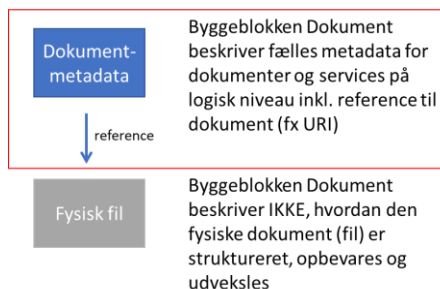 Dokument-
metadata
reference
Byggeblokken Dokument
beskriver fælles metadata for
dokumenter og services på
logisk niveau inkl. reference til
dokument (fx URI)
Fysisk fil
Byggeblokken Dokument
beskriver IKKE, hvordan den
fysiske dokument (fil) er
struktureret, opbevares og
udveksles